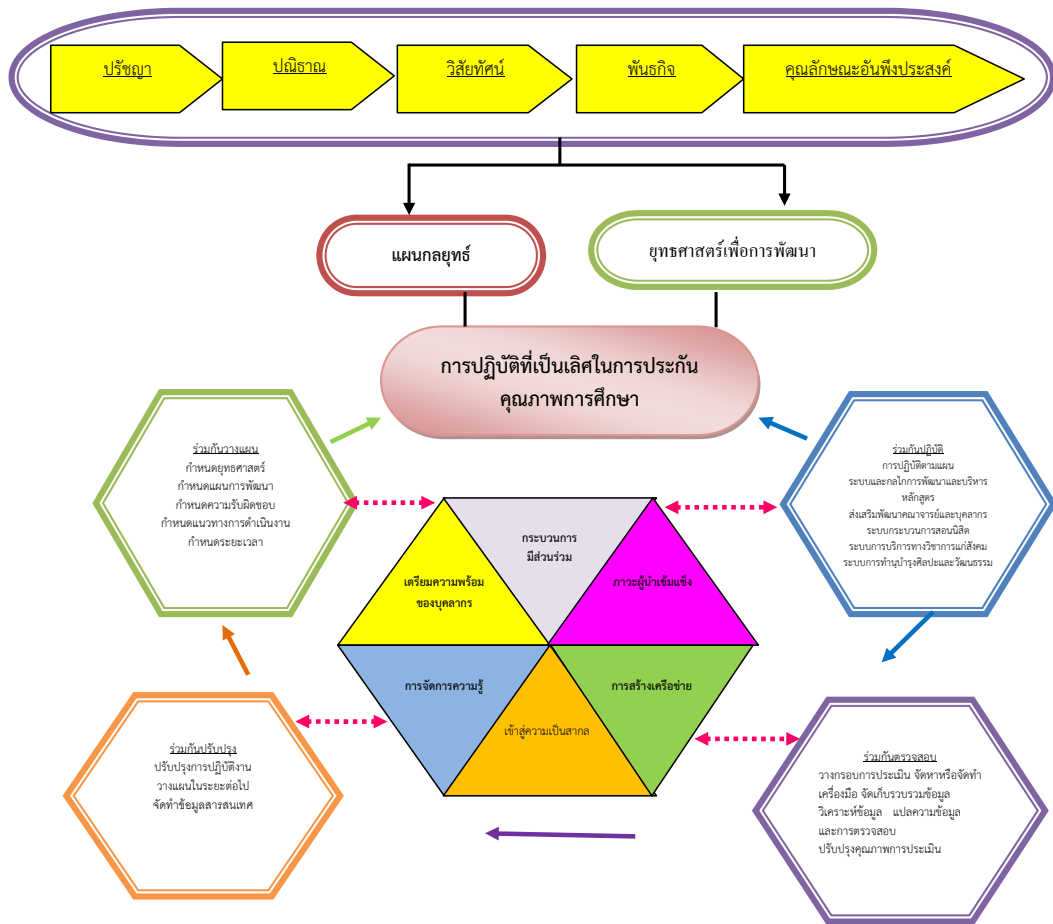 ปรัชญา
ปณิธาณ
วิสัยทัศน์
พันธกิจ
คุณลักษณะอันพึงประสงค์
แผนกลยุทธ์
ยุทธศาสตร์เพื่อการพัฒนา
การปฏิบัติที่เป็นเลิศในการประกัน
คุณภาพการศึกษา
ร่วมกันวางแผน
กำหนดยุทธศาสตร์
กำหนดแผนการพัฒนา
กำหนดความรับผิดชอบ
กำหนดแนวทางการดำเนินงาน
กำหนดระยะเวลา
ร่วมกันปฏิบัติ
การปฏิบัติตามแผน
ระบบและกลไกการพัฒนาและบริหาร
หลักสูตร
ส่งเสริมพัฒนาคณาจารย์และบุคลากร
ระบบกระบวนการสอนนิสิต
ระบบการบริการทางวิชาการแก่สังคม
ระบบการทำนุบำรุงศิลปะและวัฒนธรรม
กระบวนการ
มีส่วนร่วม
เตรียมความพร้อม
ของบุคลากร
ภาวะผู้นำเข้มแข็ง
การจัดการความรู้
เข้าสู่ความเป็นสากล
การสร้างเครือข่าย
ร่วมกันปรับปรุง
ปรับปรุงการปฏิบัติงาน
วางแผนในระยะต่อไป
จัดทำข้อมูลสารสนเทศ
ร่วมกันตรวจสอบ
วางกรอบการประเมิน จัดหาหรือจัดทำ
เครื่องมือ จัดเก็บรวบรวมข้อมูล
วิเคราะห์ข้อมูล แปลความข้อมูล
และการตรวจสอบ
ปรับปรุงคุณภาพการประเมิน